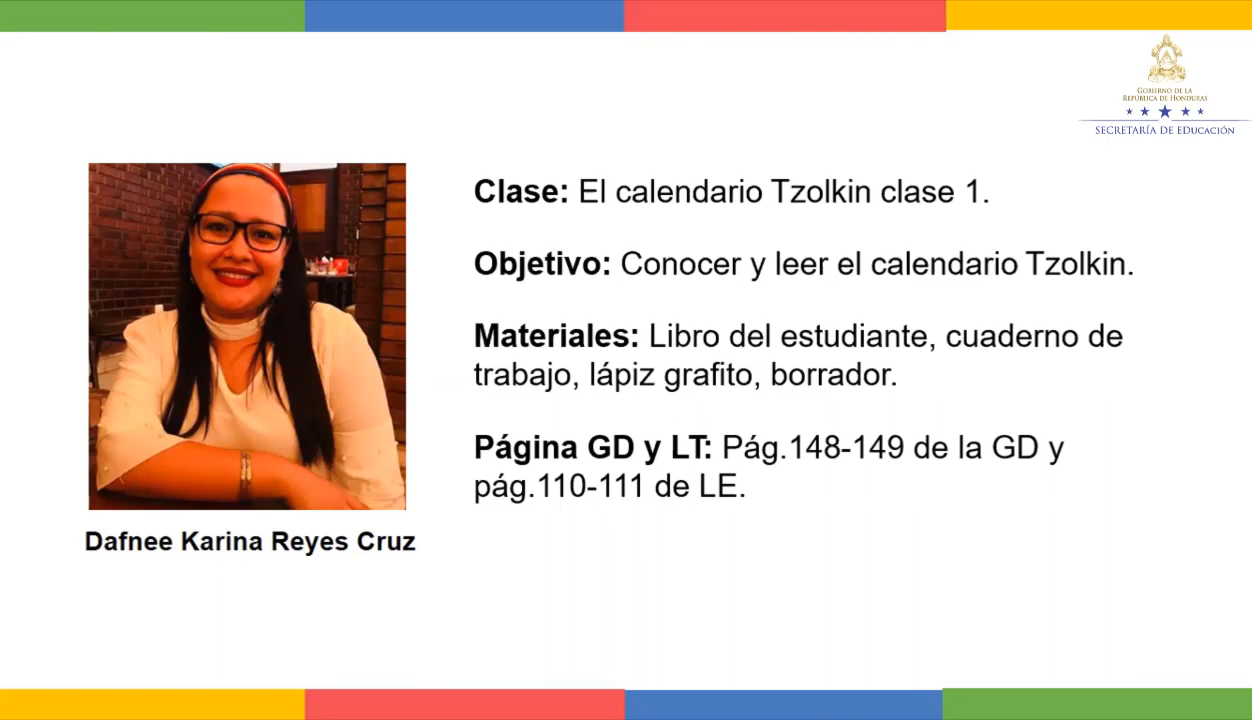 GOBIERNO DE LA
REPÚBLICA DE HONDURAS
SECRETARÍA DE EDUCACIÓN
Clase: El calendario Tzolkin clase 1.
Objetivo: Conocer y leer el calendario Tzolkin.
Materiales: Libro del estudiante, cuaderno de
trabajo, lápiz grafito, borrador.
Página GD y LT: Pág.148-149 de la GD y
pág.110-111 de LE.
Dafnee Karina Reyes Cruz